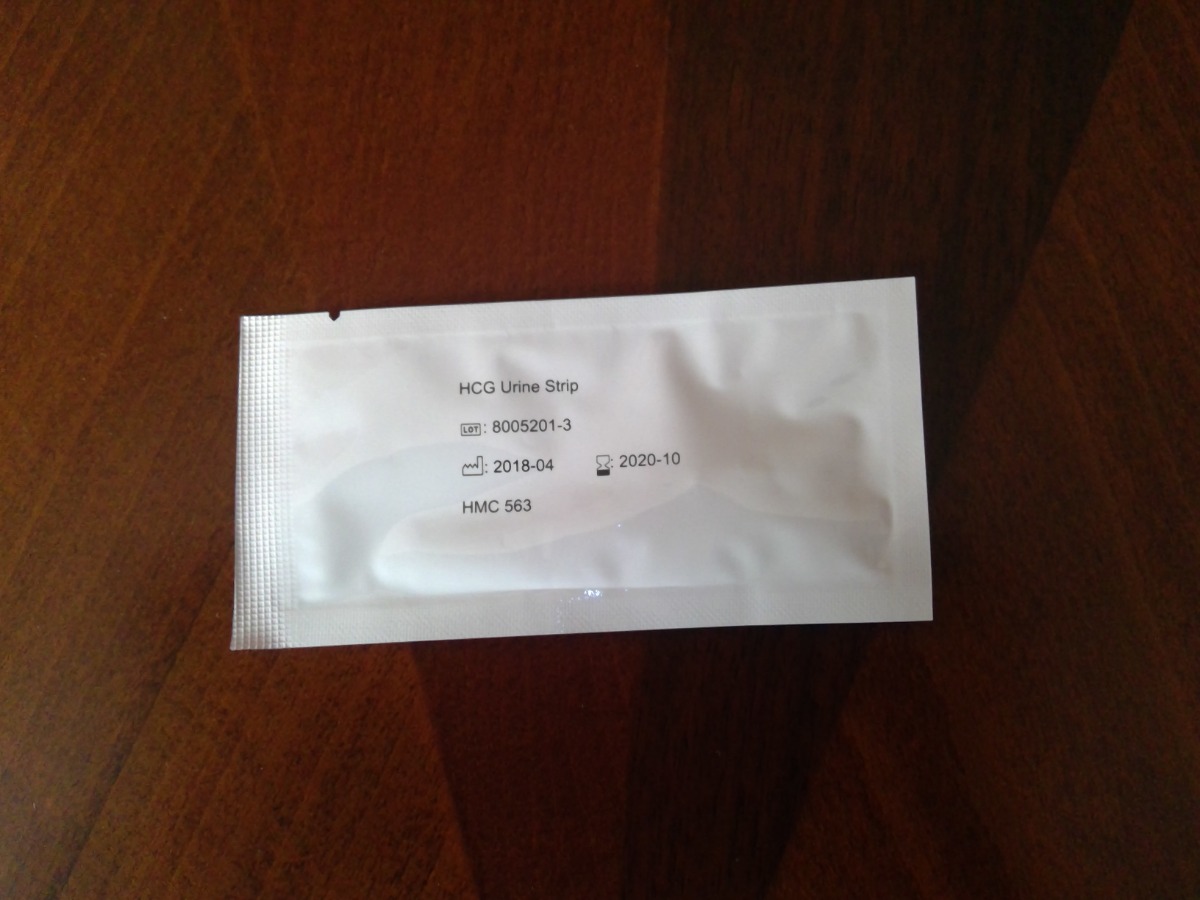 HCG Urine Strip
LOT: 8005201-3
: 2018-04 : 2020-10
HMC 563